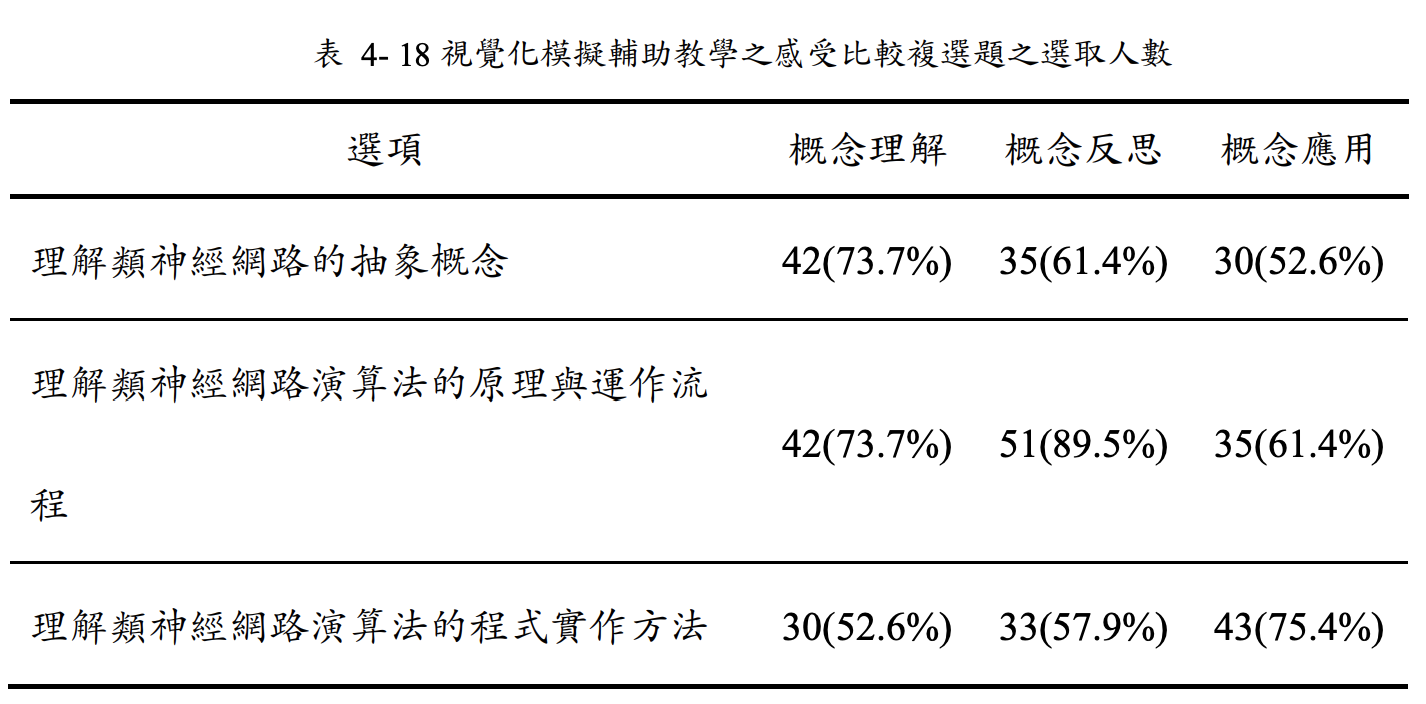 表 4- 18 視覺化模擬輔助教學之感受比較複選題之選取人數
選項 概念理解 概念反思 概念應用
理解類神經網路的抽象概念 42(73.7%) 35(61.4%) 30(52.6%)
理解類神經網路演算法的原理與運作流
42(73.7%) 51(89.5%) 35(61.4%)
程
理解類神經網路演算法的程式實作方法 30(52.6%) 33(57.9%) 43(75.4%)